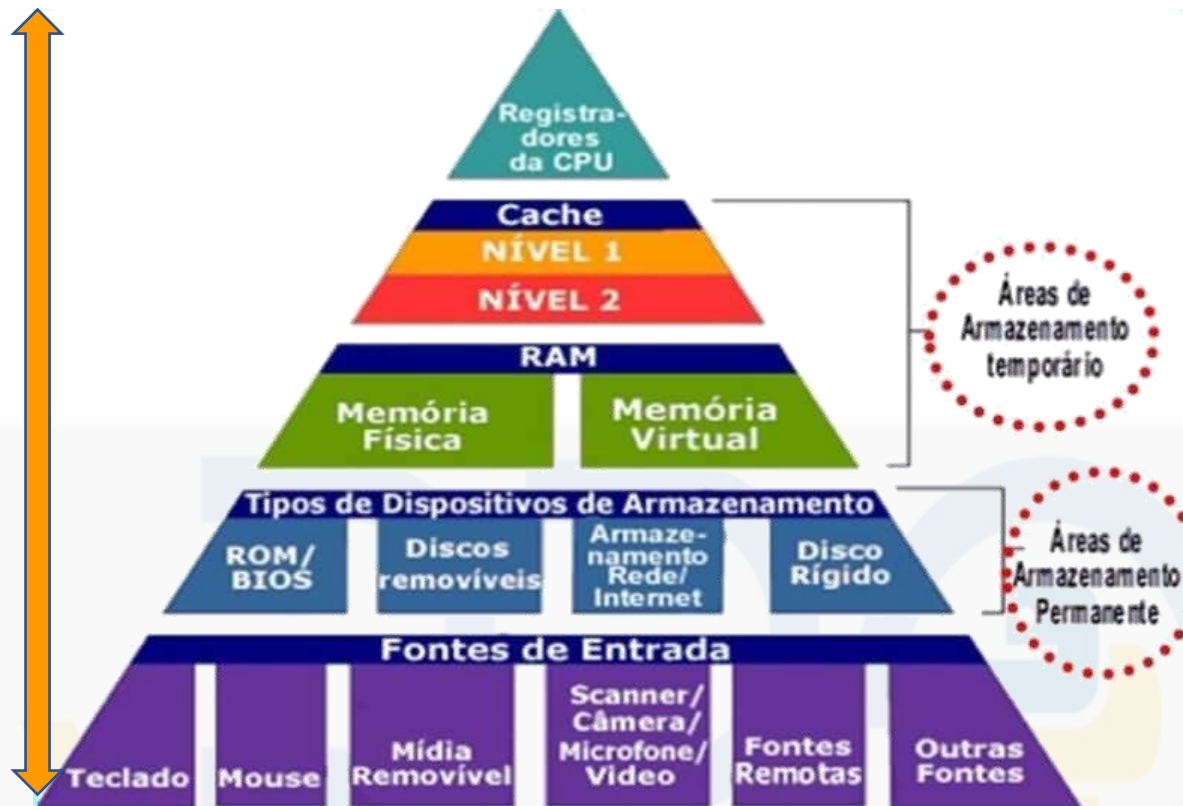 Registra-
dores
da CPU
Cache
NÍVEL 1
NÍVEL 2
Áreas de
Armazenamento
temporário
RAM
Memória
Física
Memória
Virtual
Tipos de Dispositivos de Armazenamento
ROM/
BIOS
Discos
removíveis
Armaze-
namento
Rede/
Internet
Disco
Rígido
Áreas de
Armazenamento
Permanente
Fontes de Entrada
Teclado
Mouse
Mídia
Removível
Scanner/
Câmera/
Microfone/
Video
Fontes
Remotas
Outras
Fontes